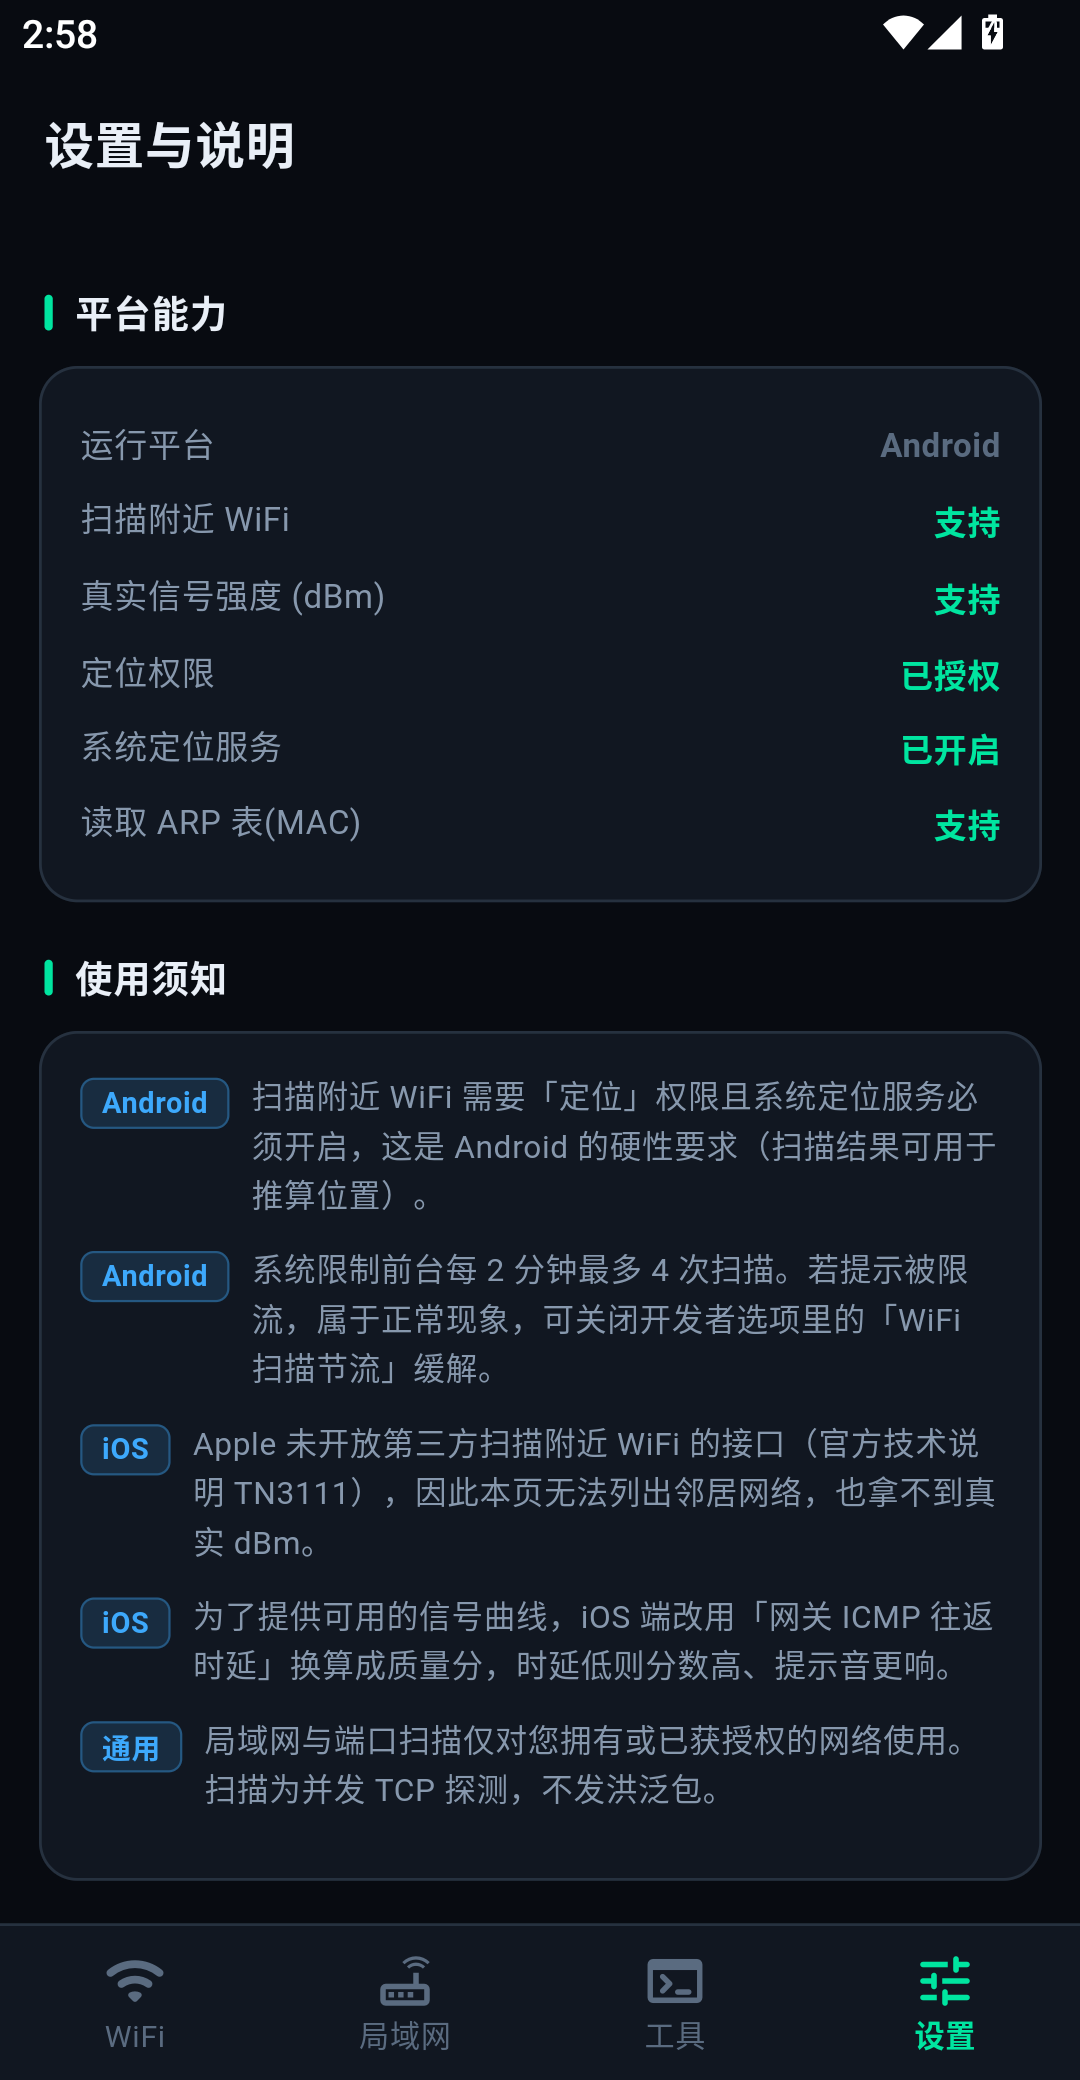 2:58
设置与说明
平台能力
运行平台 Android
扫描附近 WiFi 支持
真实信号强度 (dBm) 支持
定位权限 已授权
系统定位服务 已开启
读取 ARP 表(MAC) 支持
使用须知
Android 扫描附近 WiFi 需要「定位」权限且系统定位服务必
须开启，这是 Android 的硬性要求（扫描结果可用于
推算位置）。
Android 系统限制前台每 2 分钟最多 4 次扫描。若提示被限
流，属于正常现象，可关闭开发者选项里的「WiFi
扫描节流」缓解。
iOS Apple 未开放第三方扫描附近 WiFi 的接口（官方技术说
明 TN3111），因此本页无法列出邻居网络，也拿不到真
实 dBm。
iOS 为了提供可用的信号曲线，iOS 端改用「网关 ICMP 往返
时延」换算成质量分，时延低则分数高、提示音更响。
通用 局域网与端口扫描仅对您拥有或已获授权的网络使用。
扫描为并发 TCP 探测，不发洪泛包。
WiFi 局域网 工具 设置